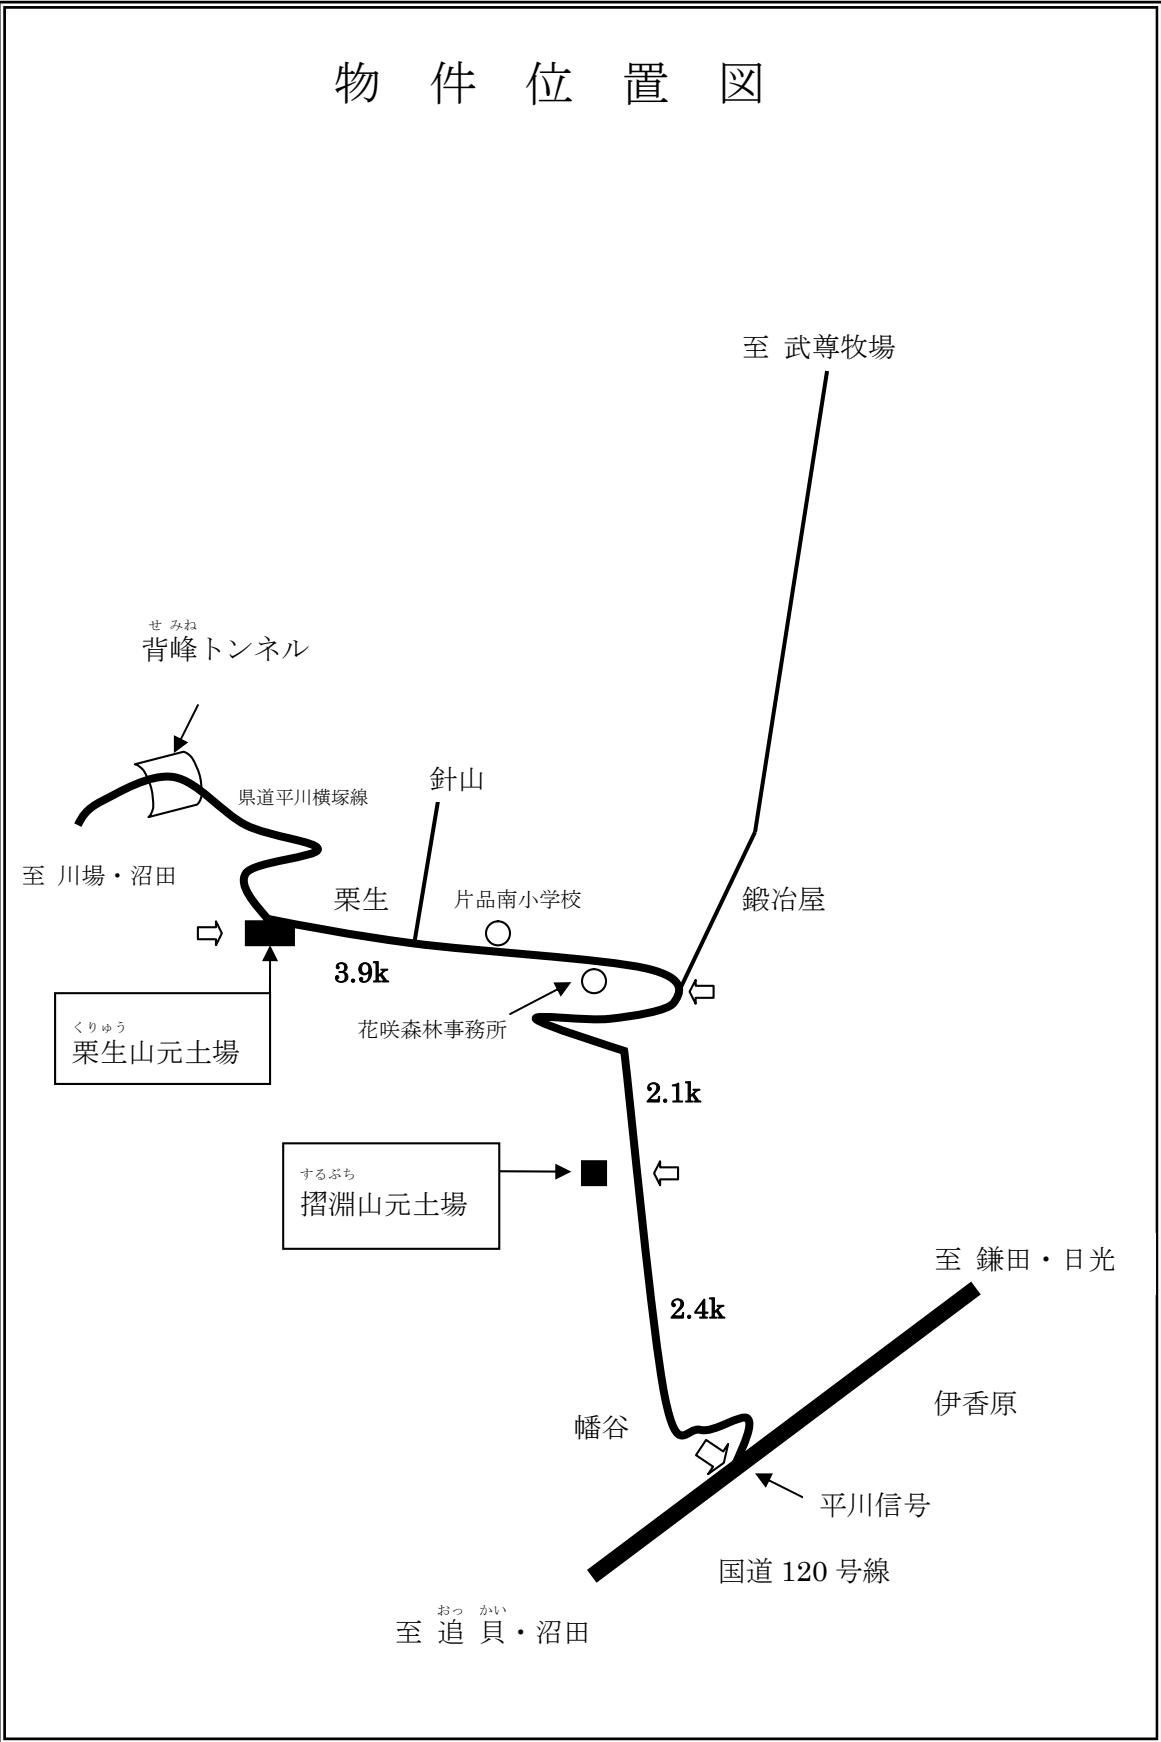 物件位置図
至 武尊牧場
せ みね
背峰トンネル
針山
県道平川横塚線
至 川場・沼田
栗生
片品南小学校
鍛冶屋
3.9k
花咲森林事務所
くりゅう
栗生山元土場
2.1k
するぶち
摺淵山元土場
至 鎌田・日光
2.4k
伊香原
幡谷
平川信号
国道 120 号線
おっ かい
至 追 貝・沼田